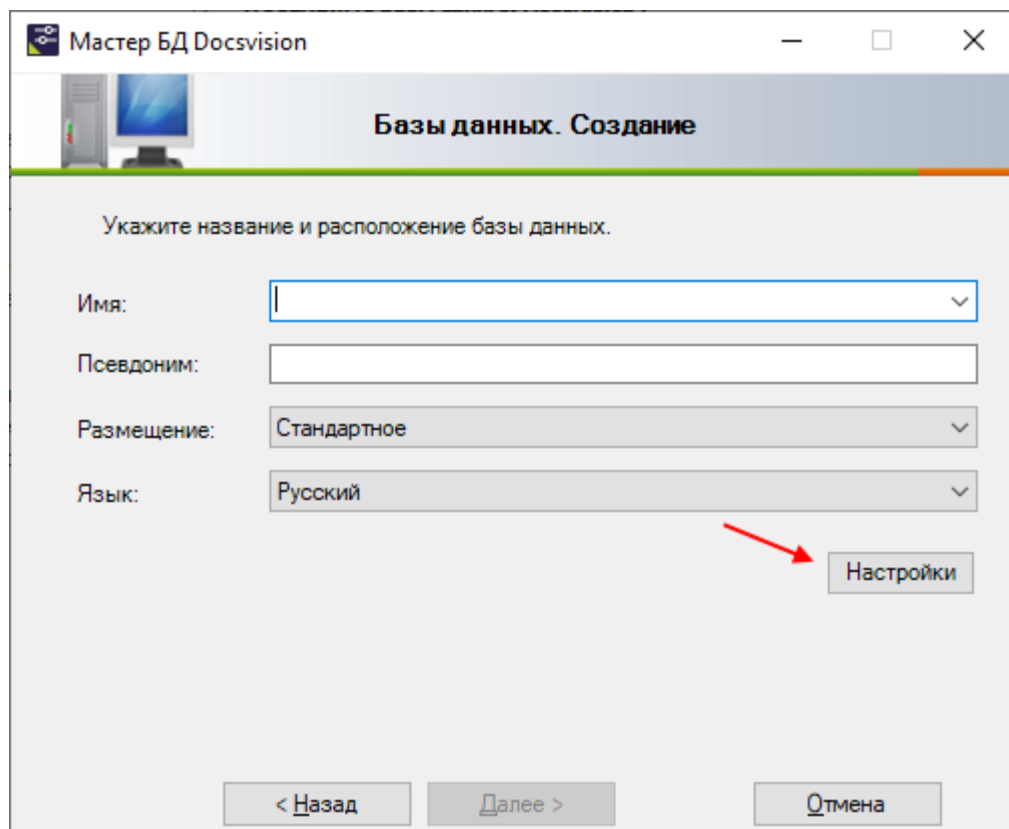 Мастер БД Docsvision
Базы данных. Создание
Укажите название и расположение базы данных.
Имя:
Псевдоним:
Размещение: Стандартное
Язык: Русский
Настройки
< Назад Далее > Отмена